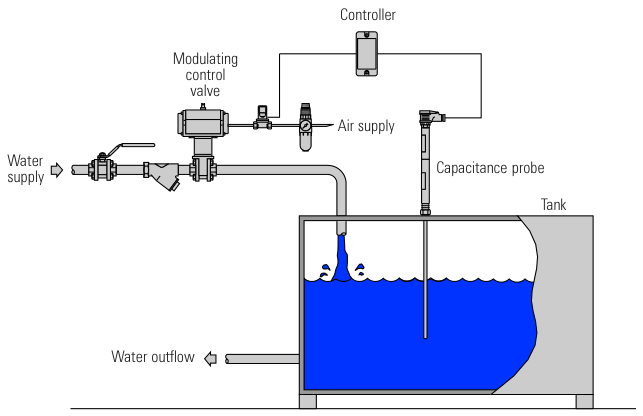 Controller
Modulating
control
valve
Air supply
Water
supply
Capacitance probe
Tank
Water outflow